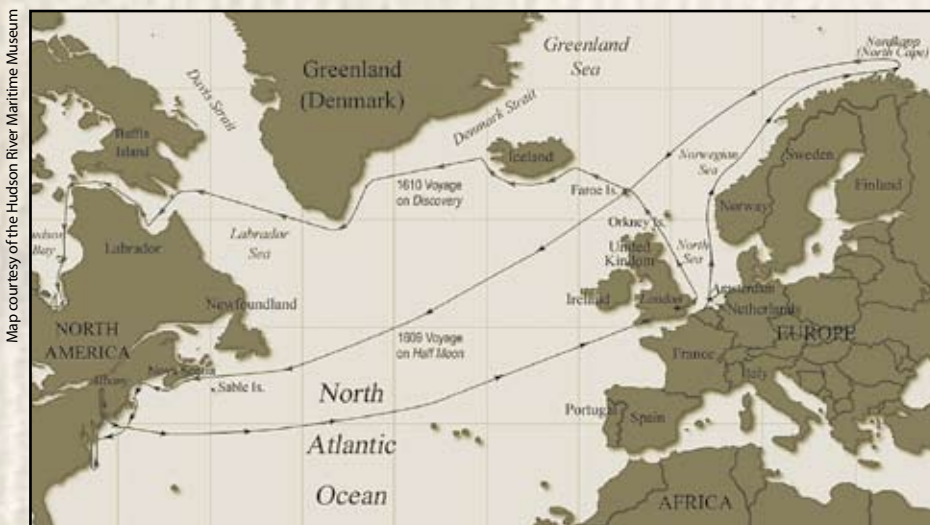 Map courtesy of the Hudson River Maritime Museum
Greenland
Sea
Nordkapp
(North Cape)
Greenland
(Denmark)
Davis Strait
Denmark Strait
Baffin
Island
Iceland
Norwegian
Sea
Sweden
Finland
1610 Voyage
on Discovery
Faroe Is.
Norway
Orkney Is.
Labrador
Labrador
Sea
udson
Bay
United
Kindom
North
Sea
Newfoundland
Ireland
London
Amsterdam
Netherlands
NORTH
AMERICA
1609 Voyage
on Half Moon
EUROPE
France
Nova Scotia
Albany
Sable Is.
Italy
North
Atlantic
Ocean
Portugal
Spain
AFRICA